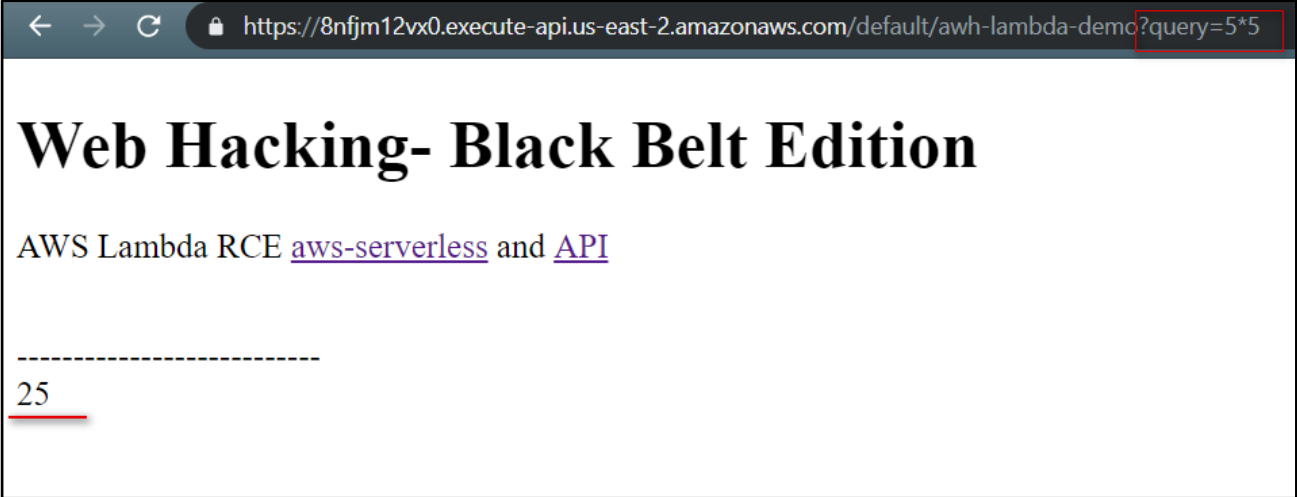 https://8nfjm12vx0.execute-api.us-east-2.amazonaws.com/default/awh-lambda-demo?query=5*5
Web Hacking- Black Belt Edition
AWS Lambda RCE aws-serverless and API
---------------------------
25